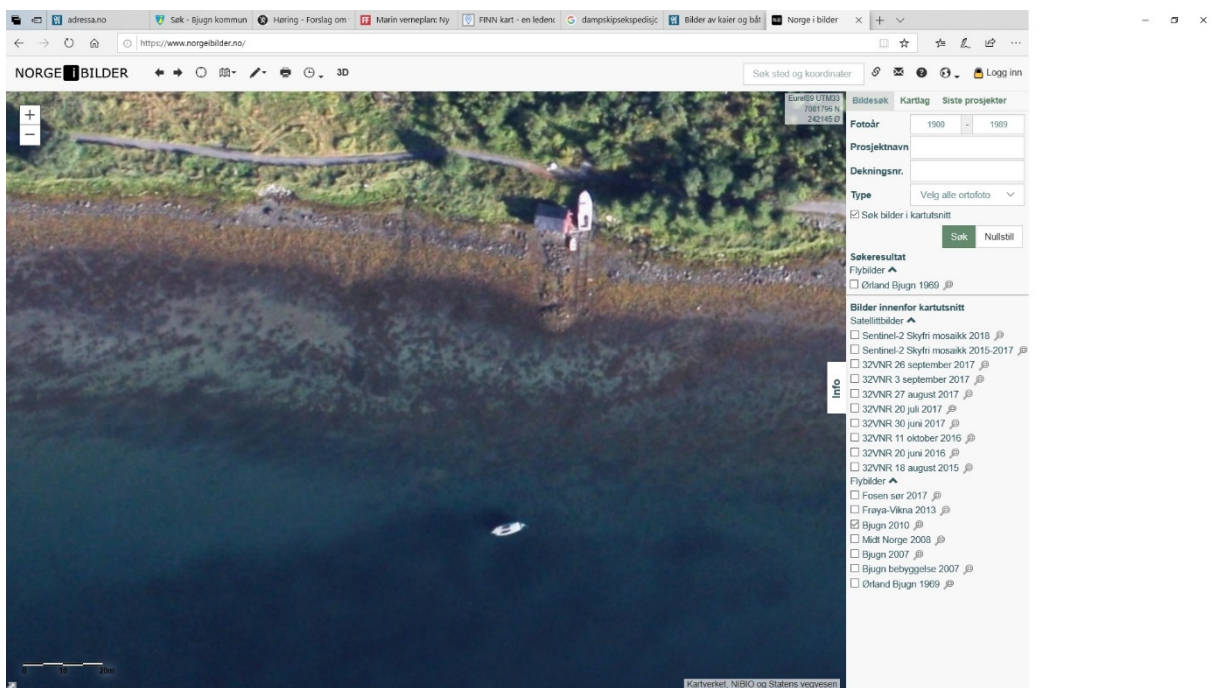 adressa.no
Søk - Bjugn kommun
Høring - Forslag om
Marin verneplan: Ny
FINN kart - en ledend
dampskipsekspedisjc
Bilder av kaier og båt
Norge i bilder
https://www.norgeibilder.no/
NORGE i BILDER
3D
Søk sted og koordinater
Logg inn
Euref89 UTM33
7081796 N
242145 Ø
Bildesøk Kartlag Siste prosjekter
Fotoår 1900 - 1989
Prosjektnavn
Dekningsnr.
Type Velg alle ortofoto
Søk bilder i kartutsnitt
Søk Nullstill
Søkeresultat
Flybilder
Ørland Bjugn 1969
Bilder innenfor kartutsnitt
Satellittbilder
Sentinel-2 Skyfri mosaikk 2018
Sentinel-2 Skyfri mosaikk 2015-2017
32VNR 26 september 2017
32VNR 3 september 2017
32VNR 27 august 2017
32VNR 20 juli 2017
32VNR 30 juni 2017
32VNR 11 oktober 2016
32VNR 20 juni 2016
32VNR 18 august 2015
Flybilder
Fosen sør 2017
Frøya-Vikna 2013
Bjugn 2010
Midt Norge 2008
Bjugn 2007
Bjugn bebyggelse 2007
Ørland Bjugn 1969
Info
0 10 20m
Kartverket, NIBIO og Statens vegvesen